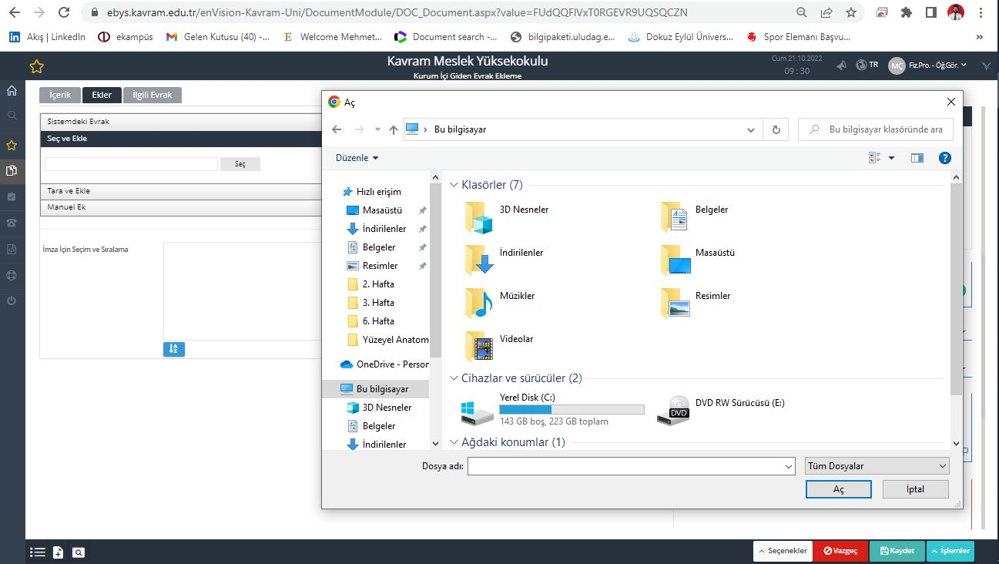 ebys.kavram.edu.tr/enVision-Kavram-Uni/DocumentModule/DOC_Document.aspx?value=FUdQQFlVxT0RGEVR9UQSQCZN
Akış | LinkedIn
ekampüs
Gelen Kutusu (40) -...
Welcome Mehmet...
Document search -...
bilgipaketi.uludag.e...
Dokuz Eylül Ünivers...
Spor Elemanı Başvu...
»
Kavram Meslek Yüksekokulu
Kurum İçi Giden Evrak Ekleme
Cum 21.10.2022
09 : 30
TR
MÇ
Fiz.Pro. - Öğ.Gör.
İçerik
Ekler
İlgili Evrak
Sistemdeki Evrak
Seç ve Ekle
Seç
Tara ve Ekle
Manuel Ek
İmza İçin Seçim ve Sıralama
Aç
Bu bilgisayar
Bu bilgisayar klasöründe ara
Düzenle
Hızlı erişim
Masaüstü
İndirilenler
Belgeler
Resimler
2. Hafta
3. Hafta
6. Hafta
Yüzeyel Anatom
OneDrive - Person
Bu bilgisayar
3D Nesneler
Belgeler
İndirilenler
Klasörler (7)
3D Nesneler
Belgeler
İndirilenler
Masaüstü
Müzikler
Resimler
Videolar
Cihazlar ve sürücüler (2)
Yerel Disk (C:)
143 GB boş, 223 GB toplam
DVD RW Sürücüsü (E:)
DVD
Ağdaki konumlar (1)
Dosya adı:
Tüm Dosyalar
Aç
İptal
Seçenekler
Vazgeç
Kaydet
İşlemler